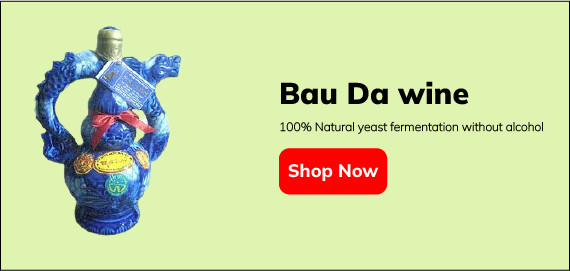 Bau Da wine
100% Natural yeast fermentation without alcohol
Shop Now